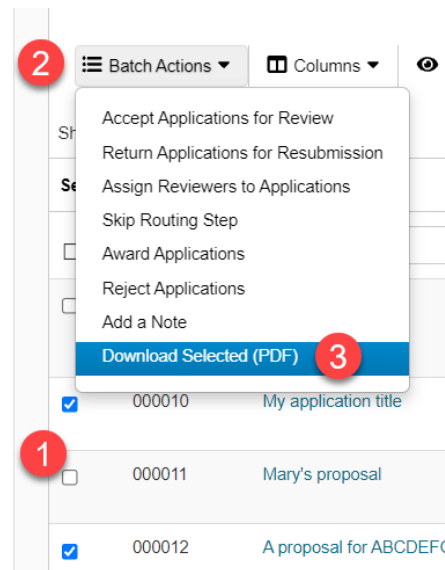 2
Batch Actions
Columns
Accept Applications for Review
Sh
Return Applications for Resubmission
Se
Assign Reviewers to Applications
Skip Routing Step
Award Applications
Reject Applications
Add a Note
Download Selected (PDF)
3
000010 My application title
1
000011 Mary's proposal
000012 A proposal for ABCDEF